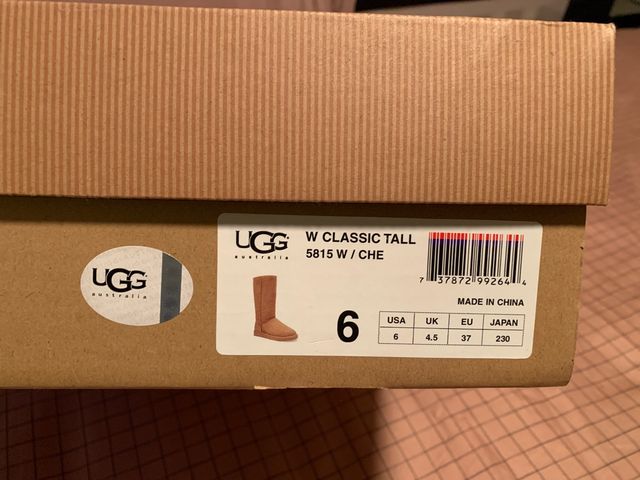 UGG
australia
UGG
australia
W CLASSIC TALL
5815 W / CHE
7 37872 99264 4
MADE IN CHINA
6
USA UK EU JAPAN
6 4.5 37 230